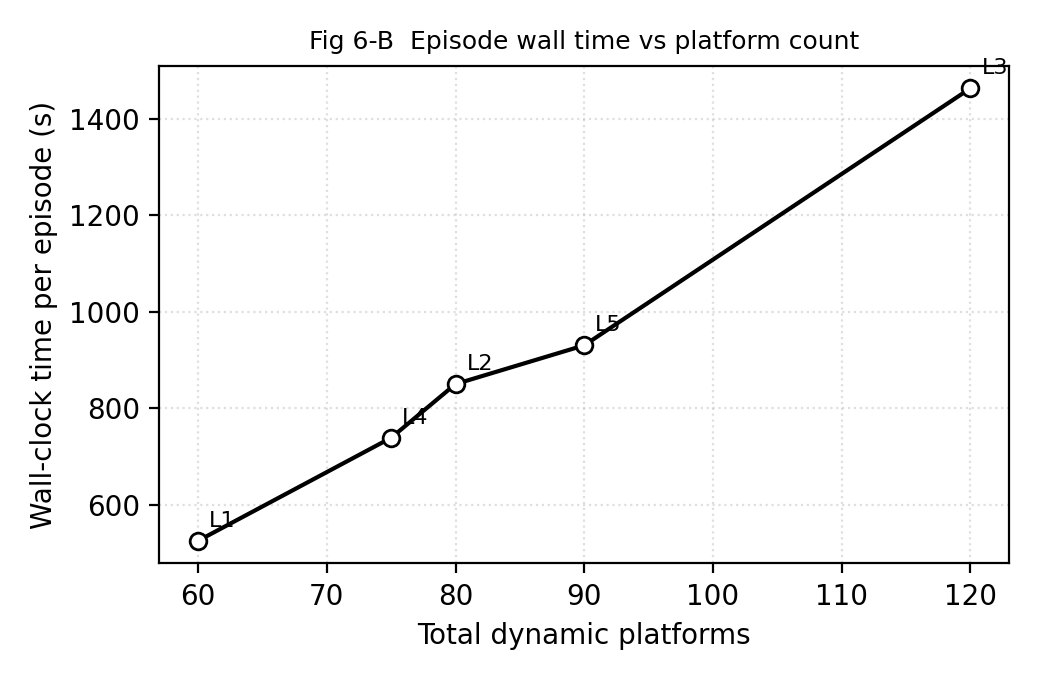 Fig 6-B  Episode wall time vs platform count
Wall-clock time per episode (s)
1400
1200
1000
800
600
L3
L5
L2
L4
L1
60 70 80 90 100 110 120
Total dynamic platforms